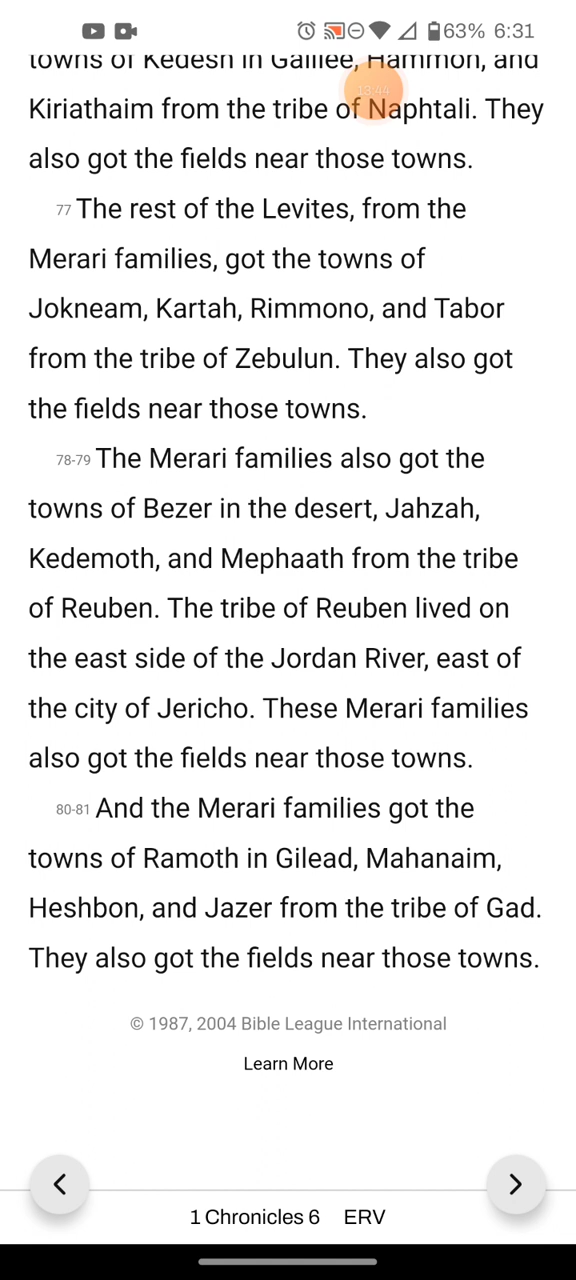 63% 6:31
towns of Kedesh in Galilee, Hammon, and
13:44
Kiriathaim from the tribe of Naphtali. They
also got the fields near those towns.
77 The rest of the Levites, from the
Merari families, got the towns of
Jokneam, Kartah, Rimmono, and Tabor
from the tribe of Zebulun. They also got
the fields near those towns.
78-79 The Merari families also got the
towns of Bezer in the desert, Jahzah,
Kedemoth, and Mephaath from the tribe
of Reuben. The tribe of Reuben lived on
the east side of the Jordan River, east of
the city of Jericho. These Merari families
also got the fields near those towns.
80-81 And the Merari families got the
towns of Ramoth in Gilead, Mahanaim,
Heshbon, and Jazer from the tribe of Gad.
They also got the fields near those towns.
© 1987, 2004 Bible League International
Learn More
1 Chronicles 6 ERV